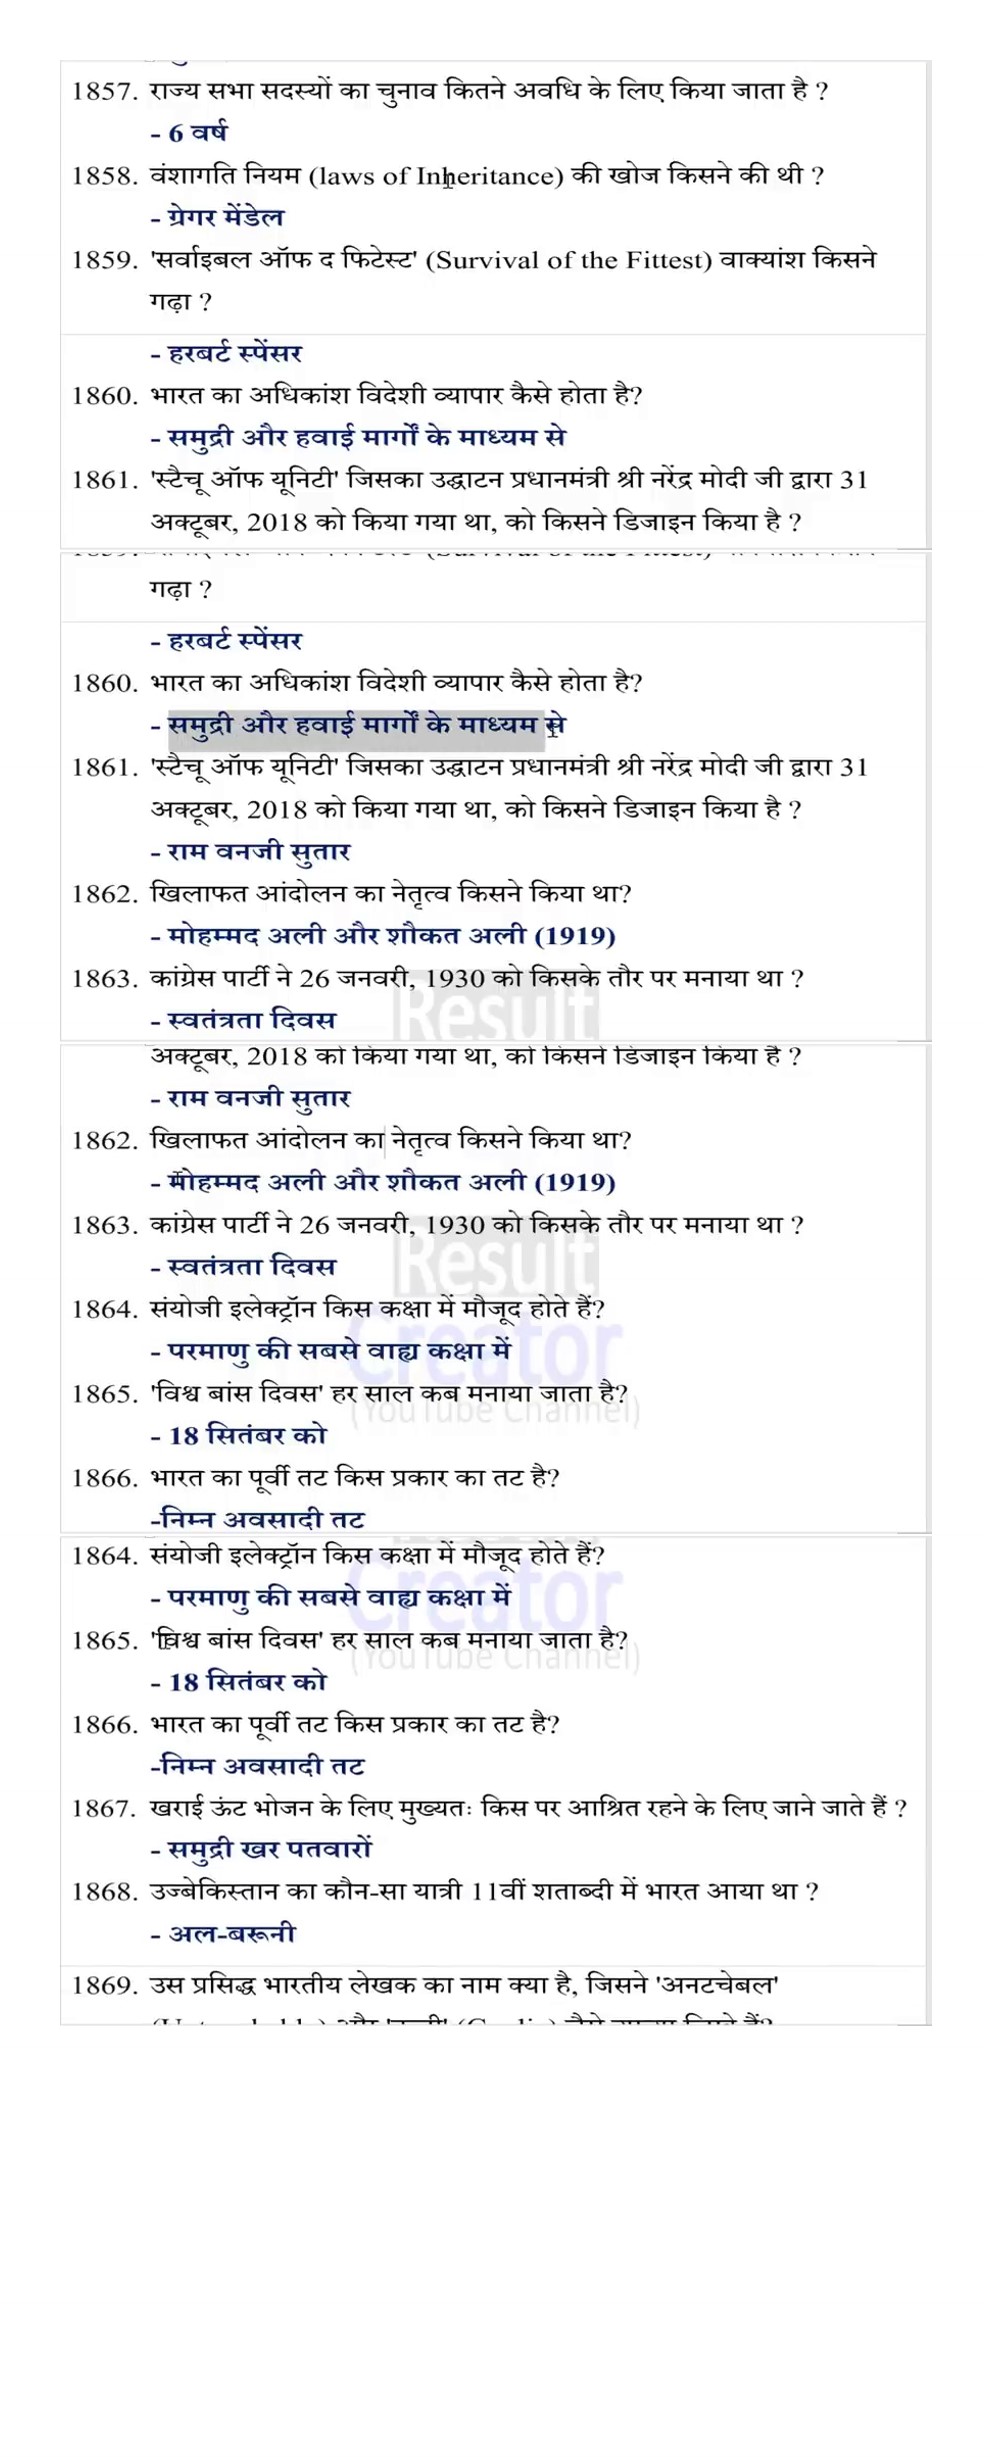 1857. राज्य सभा सदस्यों का चुनाव कितने अवधि के लिए किया जाता है ?
- 6 वर्ष
1858. वंशागति नियम (laws of Inheritance) की खोज किसने की थी ?
- ग्रेगर मेंडेल
1859. 'सर्वाइबल ऑफ द फिटेस्ट' (Survival of the Fittest) वाक्यांश किसने
गढ़ा ?
- हरबर्ट स्पेंसर
1860. भारत का अधिकांश विदेशी व्यापार कैसे होता है?
- समुद्री और हवाई मार्गों के माध्यम से
1861. 'स्टैचू ऑफ यूनिटी' जिसका उद्घाटन प्रधानमंत्री श्री नरेंद्र मोदी जी द्वारा 31
अक्टूबर, 2018 को किया गया था, को किसने डिजाइन किया है ?
गढ़ा ?
- हरबर्ट स्पेंसर
1860. भारत का अधिकांश विदेशी व्यापार कैसे होता है?
- समुद्री और हवाई मार्गों के माध्यम से
1861. 'स्टैचू ऑफ यूनिटी' जिसका उद्घाटन प्रधानमंत्री श्री नरेंद्र मोदी जी द्वारा 31
अक्टूबर, 2018 को किया गया था, को किसने डिजाइन किया है ?
- राम वनजी सुतार
1862. खिलाफत आंदोलन का नेतृत्व किसने किया था?
- मोहम्मद अली और शौकत अली (1919)
1863. कांग्रेस पार्टी ने 26 जनवरी, 1930 को किसके तौर पर मनाया था ?
Result
- स्वतंत्रता दिवस
अक्टूबर, 2018 को किया गया था, को किसने डिजाइन किया है ?
- राम वनजी सुतार
1862. खिलाफत आंदोलन का नेतृत्व किसने किया था?
- मोहम्मद अली और शौकत अली (1919)
1863. कांग्रेस पार्टी ने 26 जनवरी, 1930 को किसके तौर पर मनाया था ?
Result
- स्वतंत्रता दिवस
1864. संयोजी इलेक्ट्रॉन किस कक्षा में मौजूद होते हैं?
Creator
- परमाणु की सबसे वाह्य कक्षा में
1865. 'विश्व बांस दिवस' हर साल कब मनाया जाता है?
(YouTube Channel)
- 18 सितंबर को
1866. भारत का पूर्वी तट किस प्रकार का तट है?
-निम्न अवसादी तट
1864. संयोजी इलेक्ट्रॉन किस कक्षा में मौजूद होते हैं?
Creator
- परमाणु की सबसे वाह्य कक्षा में
1865. 'विश्व बांस दिवस' हर साल कब मनाया जाता है?
(YouTube Channel)
- 18 सितंबर को
1866. भारत का पूर्वी तट किस प्रकार का तट है?
-निम्न अवसादी तट
1867. खराई ऊंट भोजन के लिए मुख्यतः किस पर आश्रित रहने के लिए जाने जाते हैं ?
- समुद्री खर पतवारों
1868. उज्बेकिस्तान का कौन-सा यात्री 11वीं शताब्दी में भारत आया था ?
- अल-बरूनी
1869. उस प्रसिद्ध भारतीय लेखक का नाम क्या है, जिसने 'अनटचेबल'